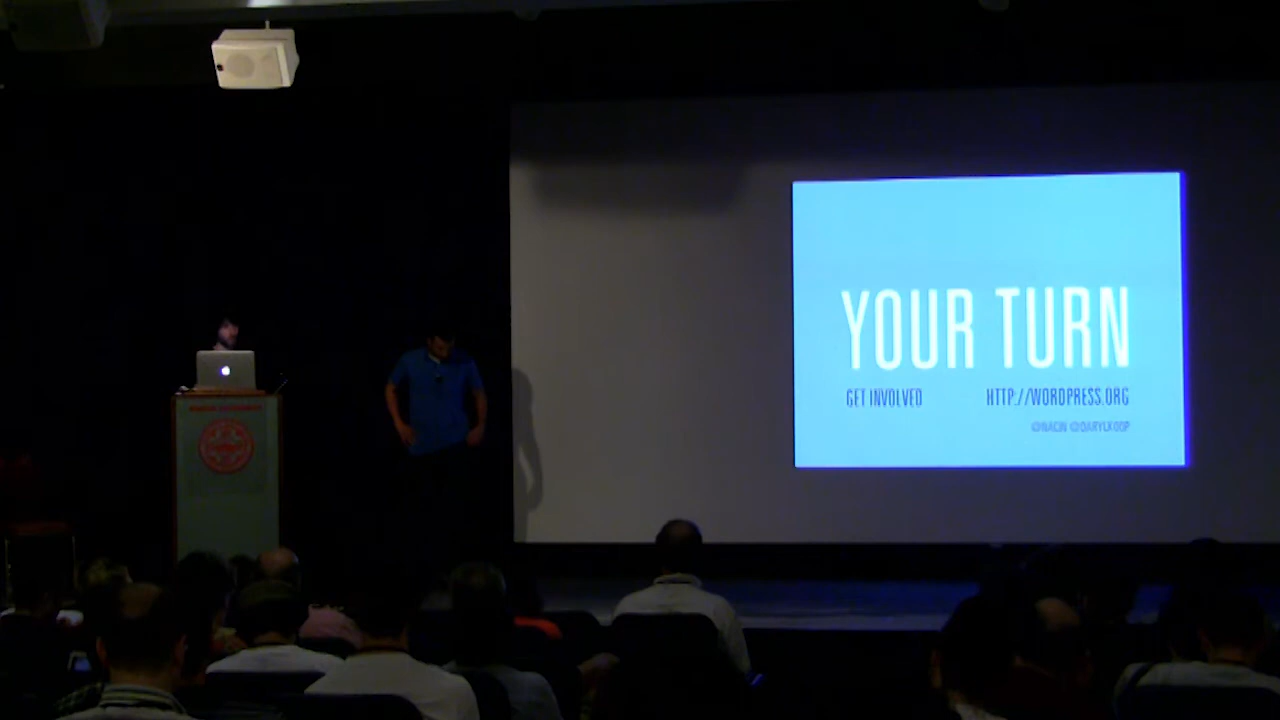 YOUR TURN
GET INVOLVED HTTP://WORDPRESS.ORG
@NACIN @DARYLKOOP